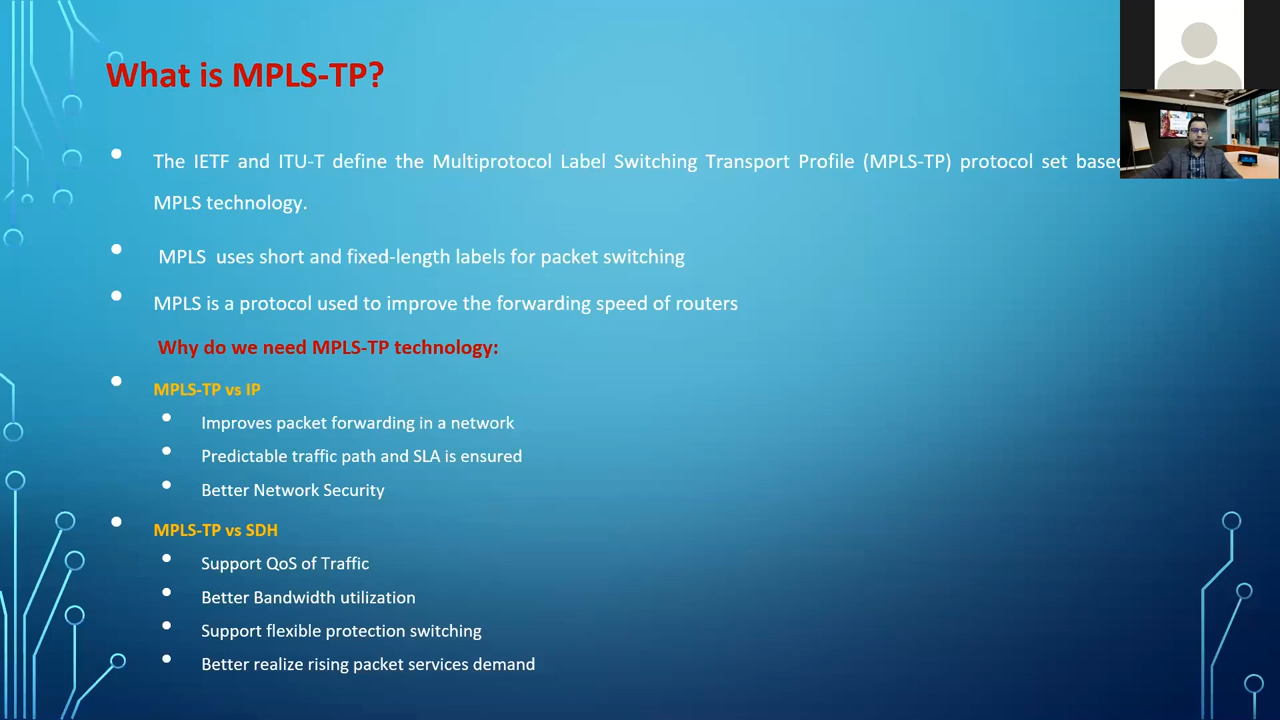 What is MPLS-TP?
The IETF and ITU-T define the Multiprotocol Label Switching Transport Profile (MPLS-TP) protocol set based
MPLS technology.
MPLS uses short and fixed-length labels for packet switching
MPLS is a protocol used to improve the forwarding speed of routers
Why do we need MPLS-TP technology:
MPLS-TP vs IP
Improves packet forwarding in a network
Predictable traffic path and SLA is ensured
Better Network Security
MPLS-TP vs SDH
Support QoS of Traffic
Better Bandwidth utilization
Support flexible protection switching
Better realize rising packet services demand